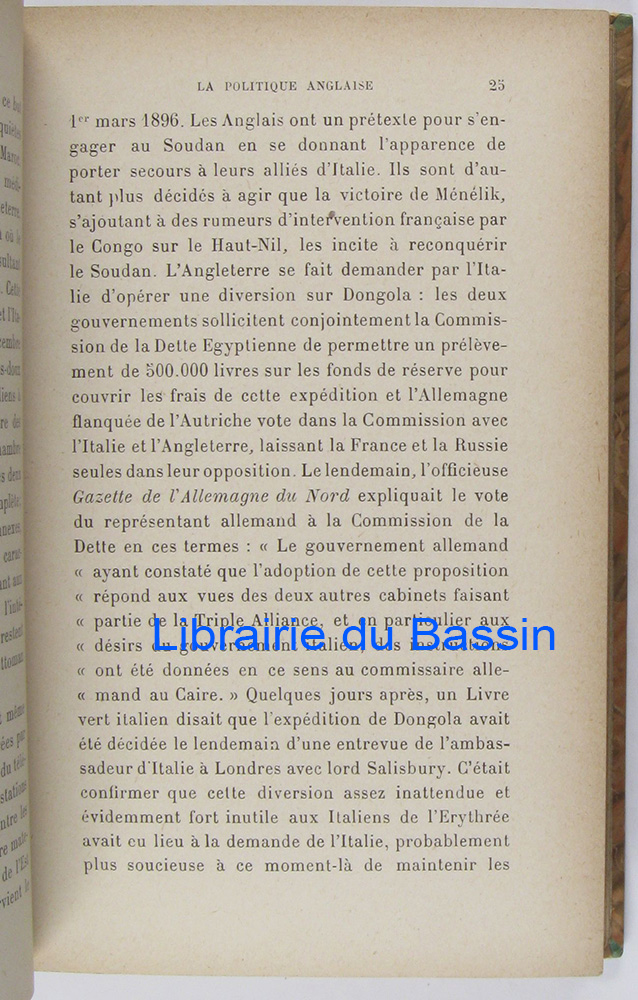 LA POLITIQUE ANGLAISE 25
1er mars 1896. Les Anglais ont un prétexte pour s'en-
gager au Soudan en se donnant l'apparence de
porter secours à leurs alliés d'Italie. Ils sont d'au-
tant plus décidés à agir que la victoire de Ménélik,
s'ajoutant à des rumeurs d'intervention française par
le Congo sur le Haut-Nil, les incite à reconquérir
le Soudan. L'Angleterre se fait demander par l'Ita-
lie d'opérer une diversion sur Dongola : les deux
gouvernements sollicitent conjointement la Commis-
sion de la Dette Egyptienne de permettre un prélève-
ment de 500.000 livres sur les fonds de réserve pour
couvrir les frais de cette expédition et l'Allemagne
flanquée de l'Autriche vote dans la Commission avec
l'Italie et l'Angleterre, laissant la France et la Russie
seules dans leur opposition. Le lendemain, l'officieuse
Gazette de l'Allemagne du Nord expliquait le vote
du représentant allemand à la Commission de la
Dette en ces termes : « Le gouvernement allemand
« ayant constaté que l'adoption de cette proposition
« répond aux vues des deux autres cabinets faisant
« partie de la Triple Alliance, et en particulier aux
Librairie du Bassin
« désirs du gouvernement italien, des instructions
« ont été données en ce sens au commissaire alle-
« mand au Caire. » Quelques jours après, un Livre
vert italien disait que l'expédition de Dongola avait
été décidée le lendemain d'une entrevue de l'ambas-
sadeur d'Italie à Londres avec lord Salisbury. C'était
confirmer que cette diversion assez inattendue et
évidemment fort inutile aux Italiens de l'Erythrée
avait eu lieu à la demande de l'Italie, probablement
plus soucieuse à ce moment-là de maintenir les